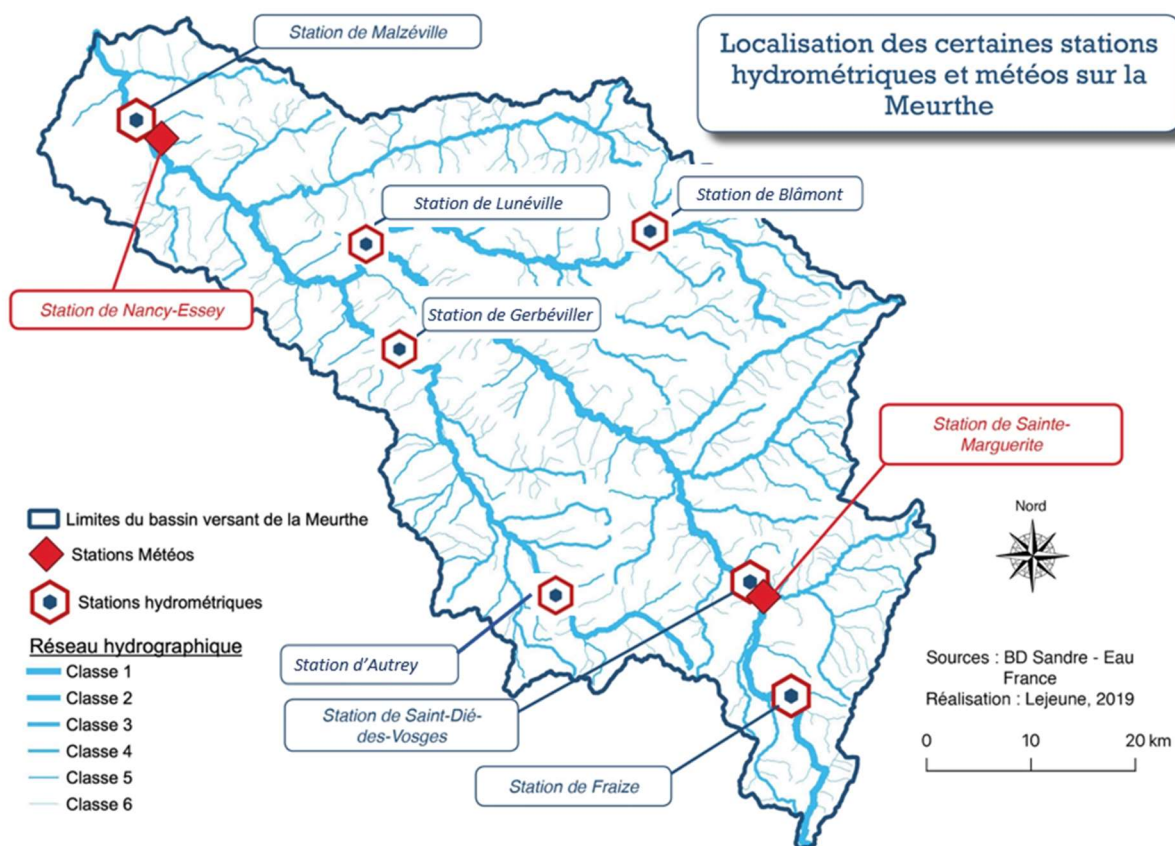 Station de Malzéville
Localisation des certaines stations
hydrométriques et météos sur la
Meurthe
Station de Lunéville
Station de Blâmont
Station de Nancy-Essey
Station de Gerbéviller
Station de Sainte-
Marguerite
Nord
Limites du bassin versant de la Meurthe
Stations Météos
Stations hydrométriques
Réseau hydrographique
Classe 1
Classe 2
Classe 3
Classe 4
Classe 5
Classe 6
Station d'Autrey
Station de Saint-Dié-
des-Vosges
Station de Fraize
Sources : BD Sandre - Eau
France
Réalisation : Lejeune, 2019
0 10 20 km